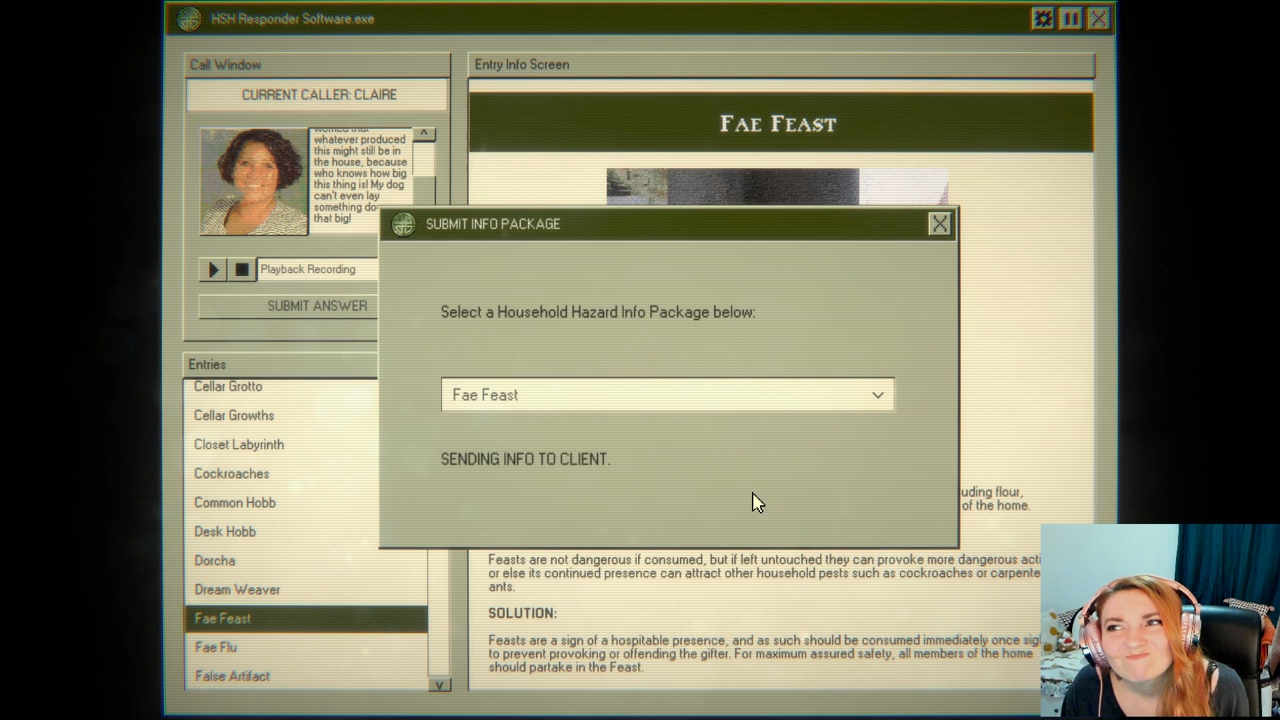 HSH Responder Software.exe
Call Window
CURRENT CALLER: CLAIRE
whatever produced
this might still be in
the house, because
who knows how big
this thing is! My dog
can't even lay
something do
that big!
Playback Recording
SUBMIT ANSWER
Entries
Cellar Grotto
Cellar Growths
Closet Labyrinth
Cockroaches
Common Hobb
Desk Hobb
Dorcha
Dream Weaver
Fae Feast
Fae Flu
False Artifact
Entry Info Screen
FAE FEAST
SUBMIT INFO PACKAGE
Select a Household Hazard Info Package below:
Fae Feast
SENDING INFO TO CLIENT.
uding flour,
of the home.
Feasts are not dangerous if consumed, but if left untouched they can provoke more dangerous acti
or else its continued presence can attract other household pests such as cockroaches or carpente
ants.
SOLUTION:
Feasts are a sign of a hospitable presence, and as such should be consumed immediately once sig
to prevent provoking or offending the gifter. For maximum assured safety, all members of the home
should partake in the Feast.